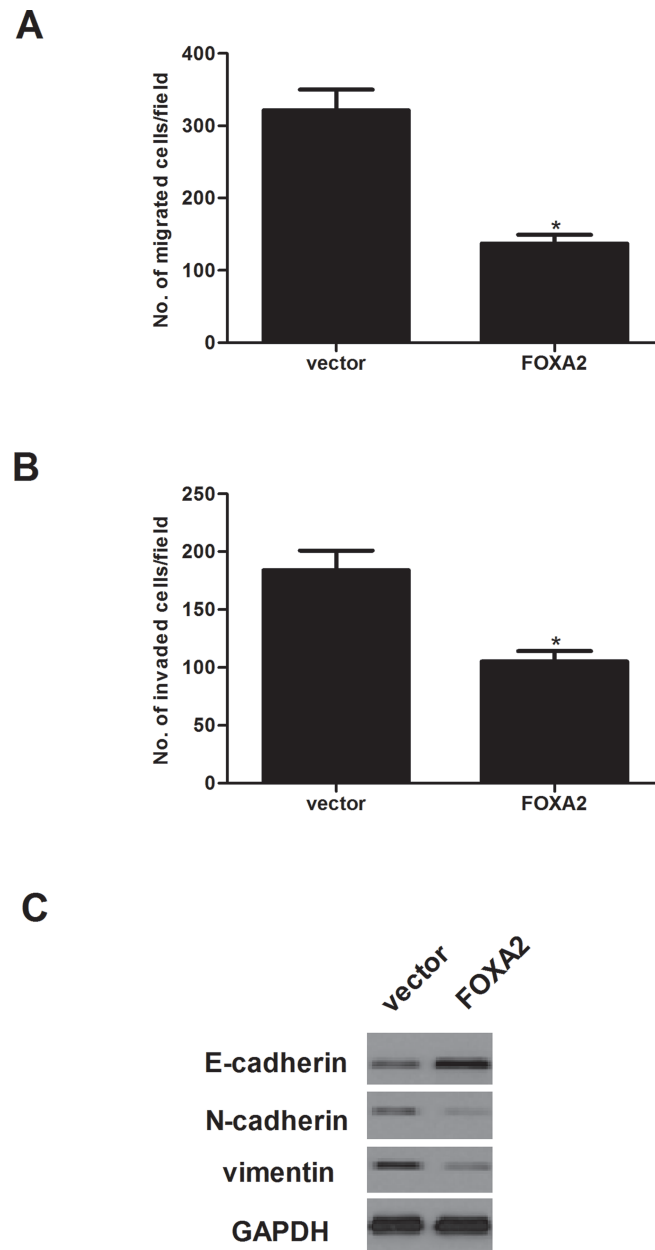 A
No. of migrated cells/field
400
300
200
100
0
*
vector
FOXA2
B
No. of invaded cells/field
250
200
150
100
50
0
*
vector
FOXA2
C
vector
FOXA2
E-cadherin
N-cadherin
vimentin
GAPDH